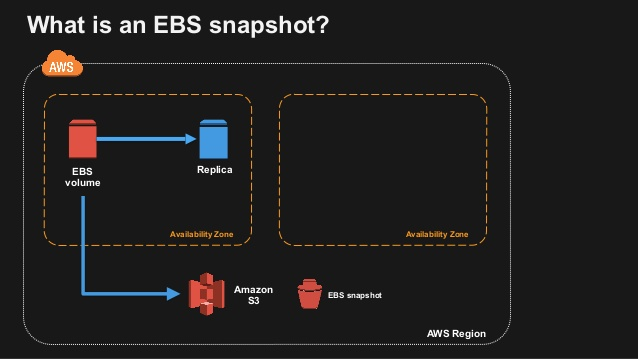 What is an EBS snapshot?
AWS
EBS
volume
Replica
Availability Zone
Availability Zone
Amazon
S3
EBS snapshot
AWS Region